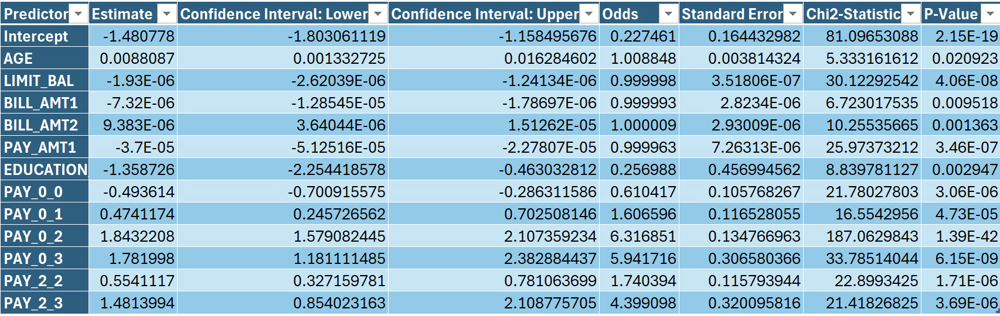 Predictor Estimate Confidence Interval: Lower Confidence Interval: Upper Odds Standard Error Chi2-Statistic P-Value
Intercept -1.480778 -1.803061119 -1.158495676 0.227461 0.164432982 81.09653088 2.15E-19
AGE 0.0088087 0.001332725 0.016284602 1.008848 0.003814324 5.333161612 0.020923
LIMIT_BAL -1.93E-06 -2.62039E-06 -1.24134E-06 0.999998 3.51806E-07 30.12292542 4.06E-08
BILL_AMT1 -7.32E-06 -1.28545E-05 -1.78697E-06 0.999993 2.8234E-06 6.723017535 0.009518
BILL_AMT2 9.383E-06 3.64044E-06 1.51262E-05 1.000009 2.93009E-06 10.25535665 0.001363
PAY_AMT1 -3.7E-05 -5.12516E-05 -2.27807E-05 0.999963 7.26313E-06 25.97373212 3.46E-07
EDUCATION_ -1.358726 -2.254418578 -0.463032812 0.256988 0.456994562 8.839781127 0.002947
PAY_0_0 -0.493614 -0.700915575 -0.286311586 0.610417 0.105768267 21.78027803 3.06E-06
PAY_0_1 0.4741174 0.245726562 0.702508146 1.606596 0.116528055 16.5542956 4.73E-05
PAY_0_2 1.8432208 1.579082445 2.107359234 6.316851 0.134766963 187.0629843 1.39E-42
PAY_0_3 1.781998 1.181111485 2.382884437 5.941716 0.306580366 33.78514044 6.15E-09
PAY_2_2 0.5541117 0.327159781 0.781063699 1.740394 0.115793944 22.8993425 1.71E-06
PAY_2_3 1.4813994 0.854023163 2.108775705 4.399098 0.320095816 21.41826825 3.69E-06